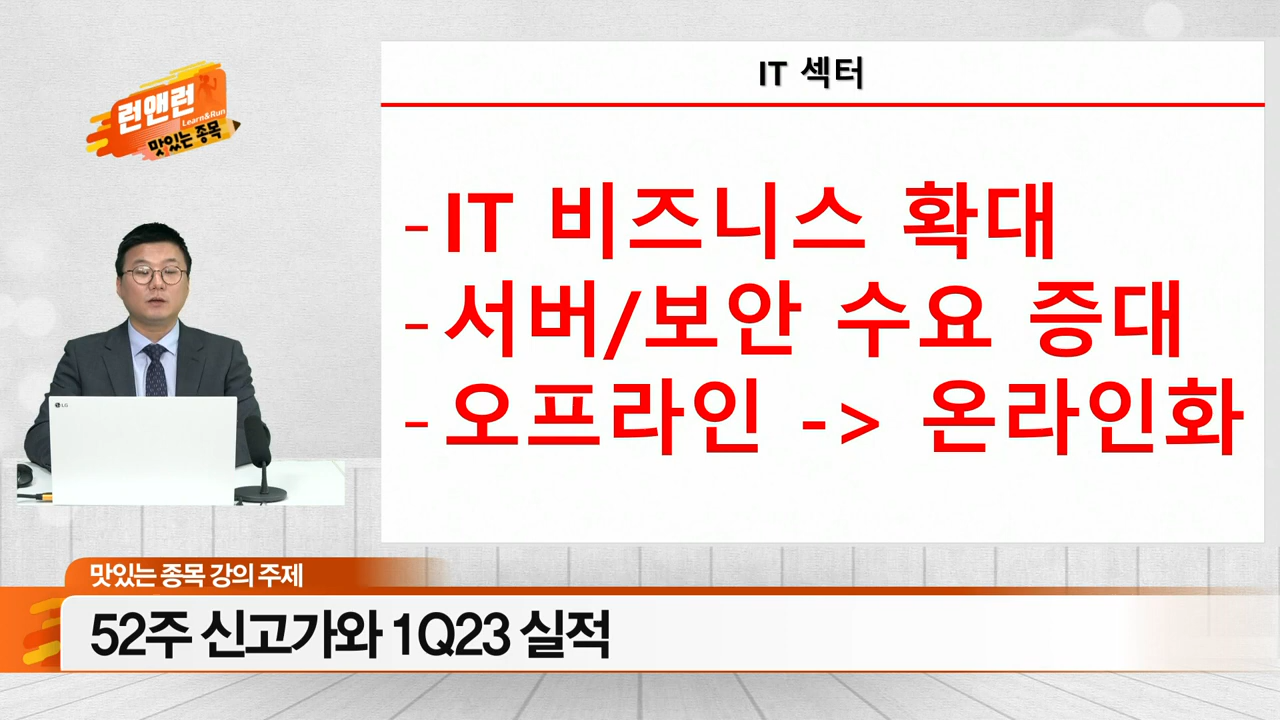 런앤런
Learn&Run
맛있는 종목
IT 섹터
-IT 비즈니스 확대
-서버/보안 수요 증대
-오프라인 -> 온라인화
LG
맛있는 종목 강의 주제
52주 신고가와 1Q23 실적